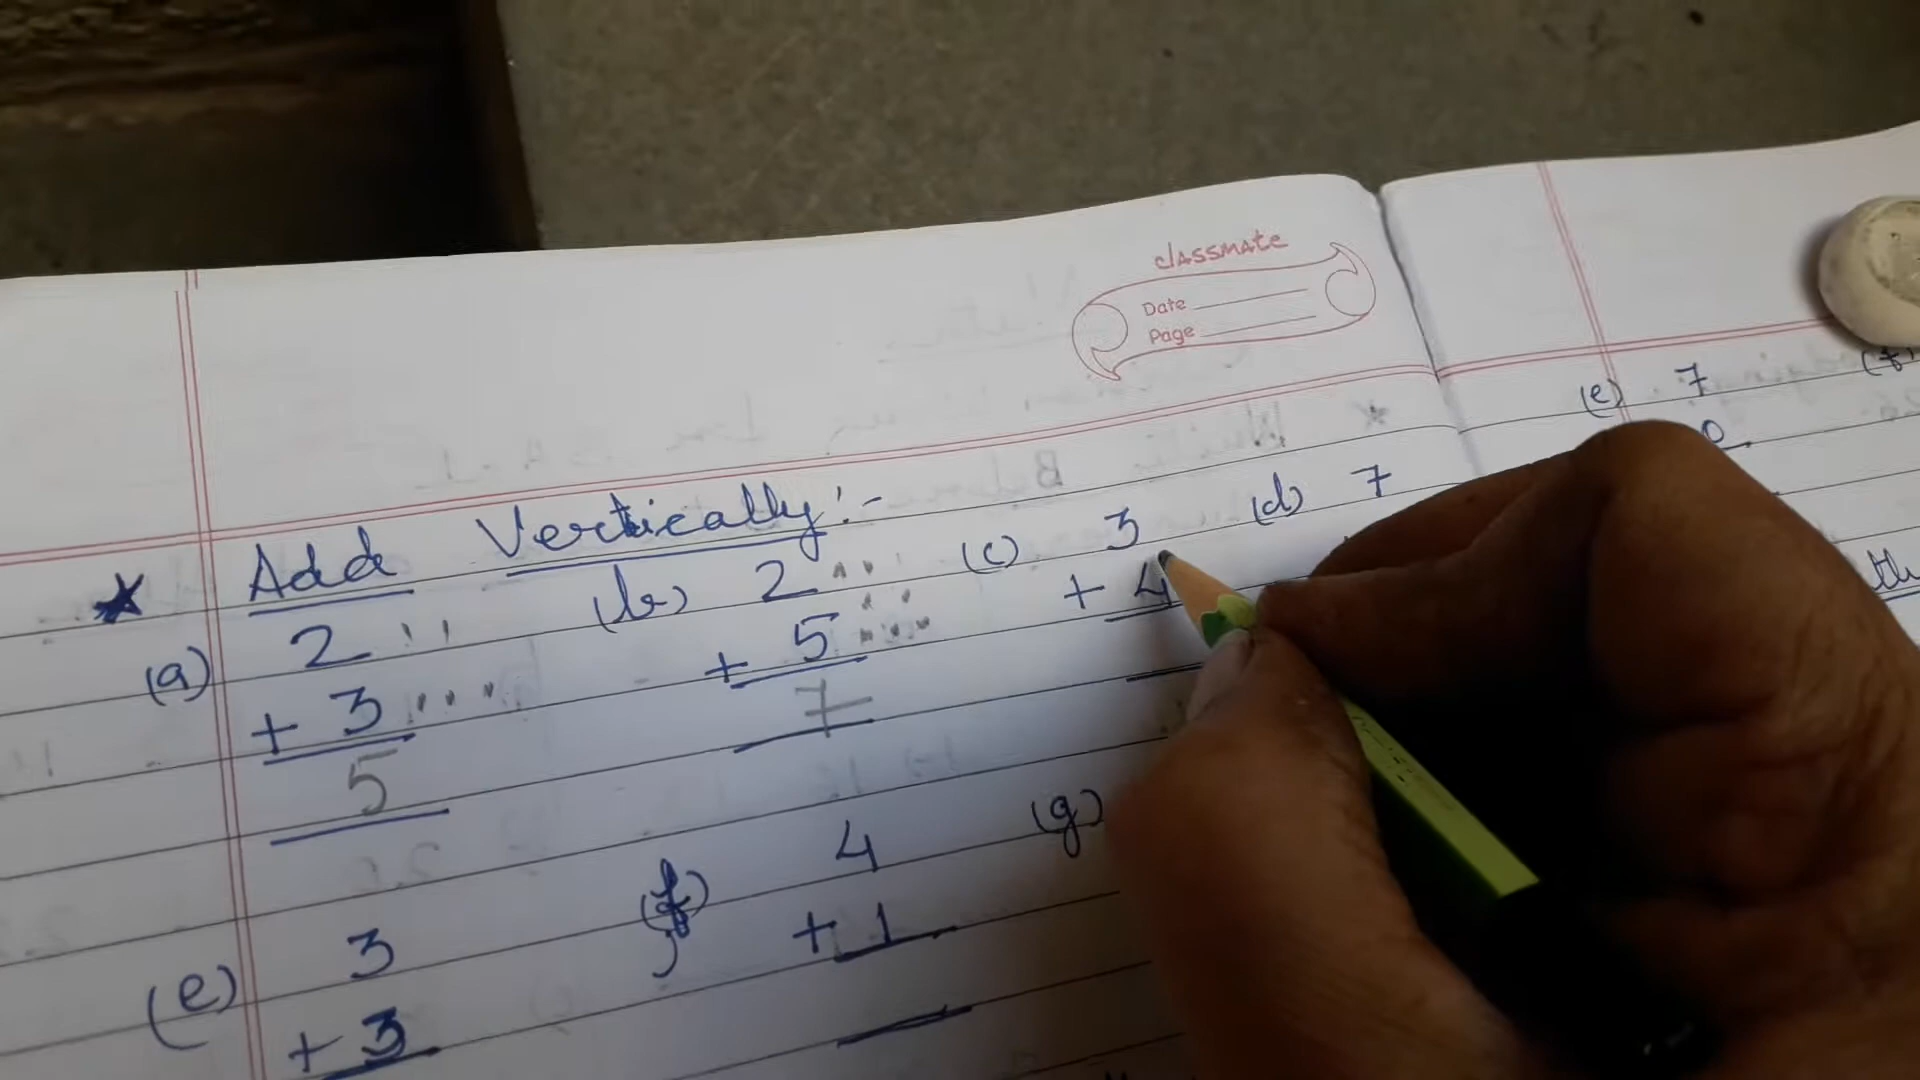 classmate
Date
Page
* Add Vertically :-
(a) 2 (b) 2 (c) 3 (d) 7
+ 3 + 5 + 4
5 7
(e) 3 (f) 4 (g)
+ 3 + 1
(e) 7 (f)
0